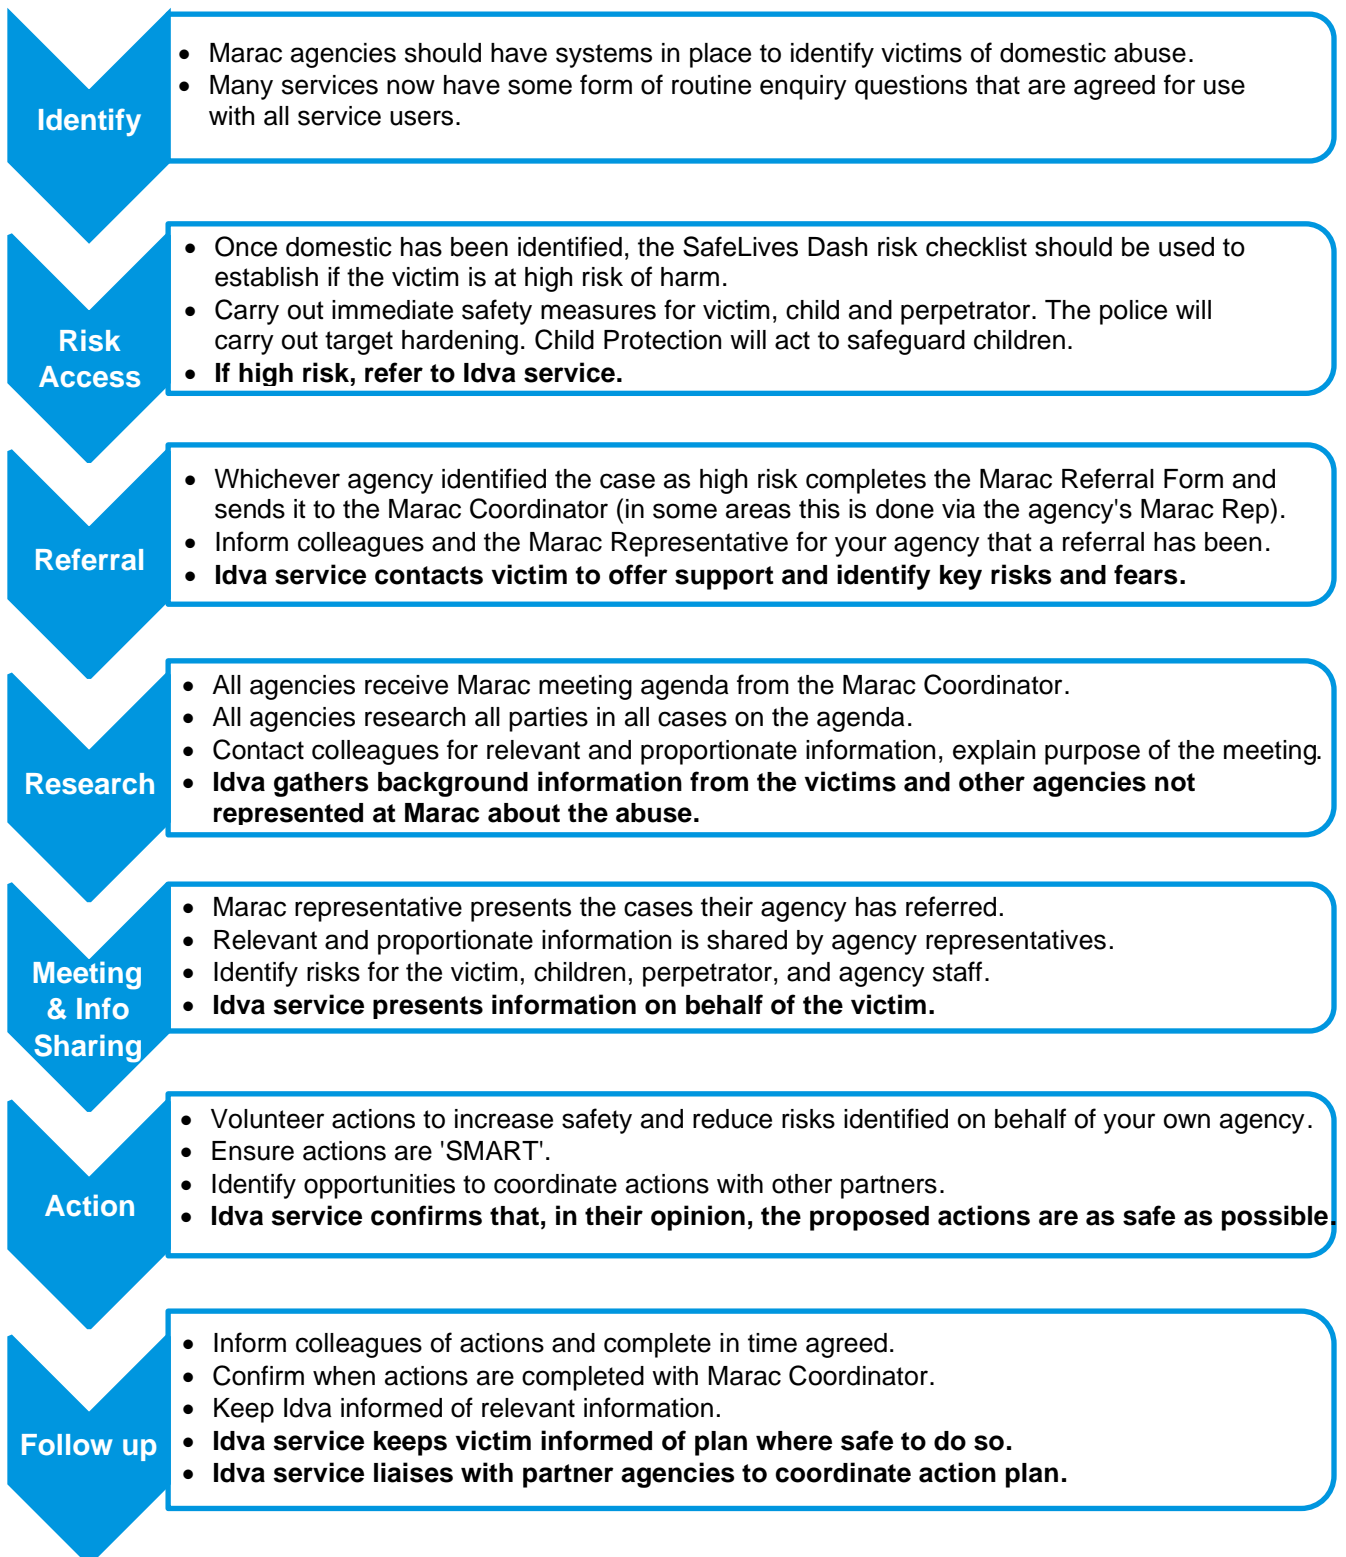 Identify
• Marac agencies should have systems in place to identify victims of domestic abuse.
• Many services now have some form of routine enquiry questions that are agreed for use
with all service users.
Risk
Access
• Once domestic has been identified, the SafeLives Dash risk checklist should be used to
establish if the victim is at high risk of harm.
• Carry out immediate safety measures for victim, child and perpetrator. The police will
carry out target hardening. Child Protection will act to safeguard children.
• If high risk, refer to Idva service.
Referral
• Whichever agency identified the case as high risk completes the Marac Referral Form and
sends it to the Marac Coordinator (in some areas this is done via the agency's Marac Rep).
• Inform colleagues and the Marac Representative for your agency that a referral has been.
• Idva service contacts victim to offer support and identify key risks and fears.
Research
• All agencies receive Marac meeting agenda from the Marac Coordinator.
• All agencies research all parties in all cases on the agenda.
• Contact colleagues for relevant and proportionate information, explain purpose of the meeting.
• Idva gathers background information from the victims and other agencies not
represented at Marac about the abuse.
Meeting
& Info
Sharing
• Marac representative presents the cases their agency has referred.
• Relevant and proportionate information is shared by agency representatives.
• Identify risks for the victim, children, perpetrator, and agency staff.
• Idva service presents information on behalf of the victim.
Action
• Volunteer actions to increase safety and reduce risks identified on behalf of your own agency.
• Ensure actions are 'SMART'.
• Identify opportunities to coordinate actions with other partners.
• Idva service confirms that, in their opinion, the proposed actions are as safe as possible.
Follow up
• Inform colleagues of actions and complete in time agreed.
• Confirm when actions are completed with Marac Coordinator.
• Keep Idva informed of relevant information.
• Idva service keeps victim informed of plan where safe to do so.
• Idva service liaises with partner agencies to coordinate action plan.